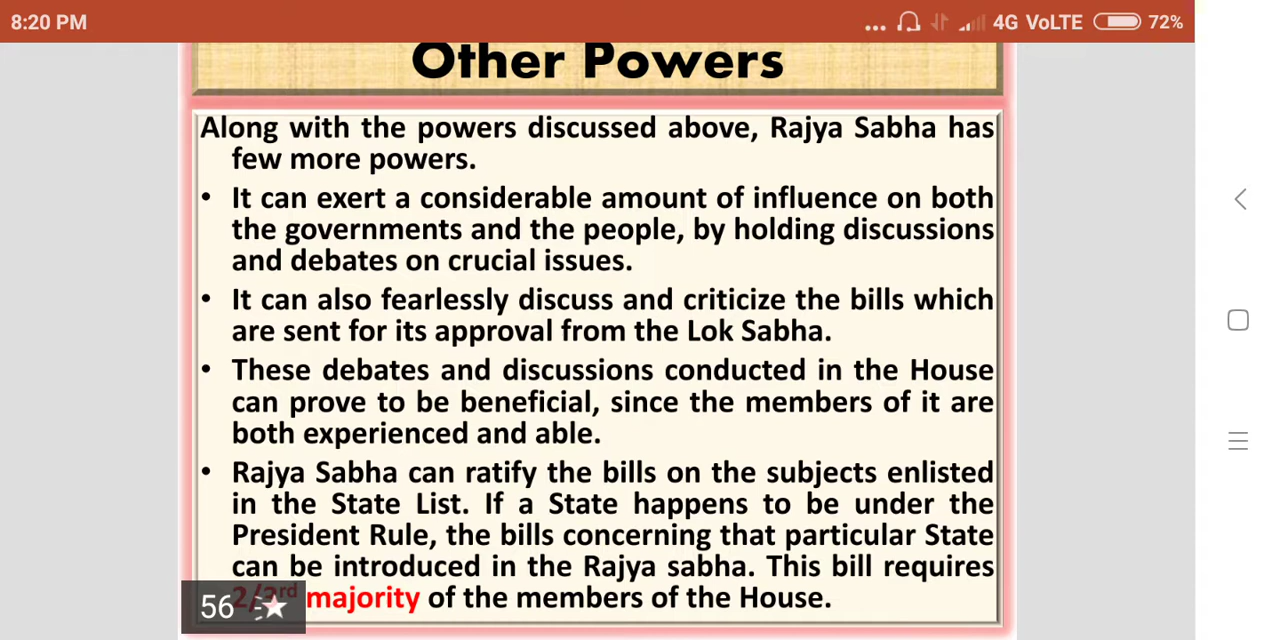 8:20 PM
... 4G VoLTE 72%
Other Powers
Along with the powers discussed above, Rajya Sabha has
few more powers.
• It can exert a considerable amount of influence on both
the governments and the people, by holding discussions
and debates on crucial issues.
• It can also fearlessly discuss and criticize the bills which
are sent for its approval from the Lok Sabha.
• These debates and discussions conducted in the House
can prove to be beneficial, since the members of it are
both experienced and able.
• Rajya Sabha can ratify the bills on the subjects enlisted
in the State List. If a State happens to be under the
President Rule, the bills concerning that particular State
can be introduced in the Rajya sabha. This bill requires
2/3rd majority of the members of the House.
56